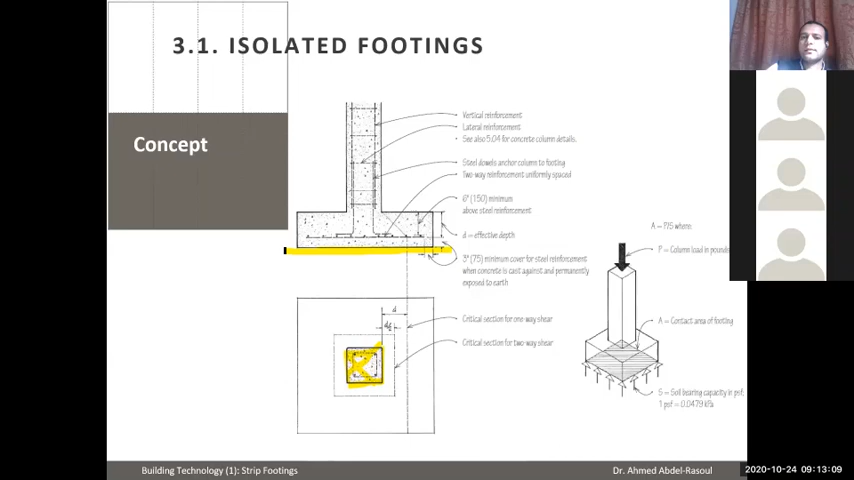 3.1. ISOLATED FOOTINGS
Concept
Vertical reinforcement
Lateral reinforcement
• See also 5.04 for concrete column details.
Steel dowels anchor column to footing
Two-way reinforcement uniformly spaced
6" (150) minimum
above steel reinforcement
d = effective depth
3" (75) minimum cover for steel reinforcement
when concrete is cast against and permanently
exposed to earth
d
d/2
Critical section for one-way shear
Critical section for two-way shear
A = P/S where:
P = Column load in pounds
A = Contact area of footing
S = Soil bearing capacity in psf;
1 psf = 0.0479 kPa
Building Technology (1): Strip Footings
Dr. Ahmed Abdel-Rasoul
2020-10-24 09:13:09